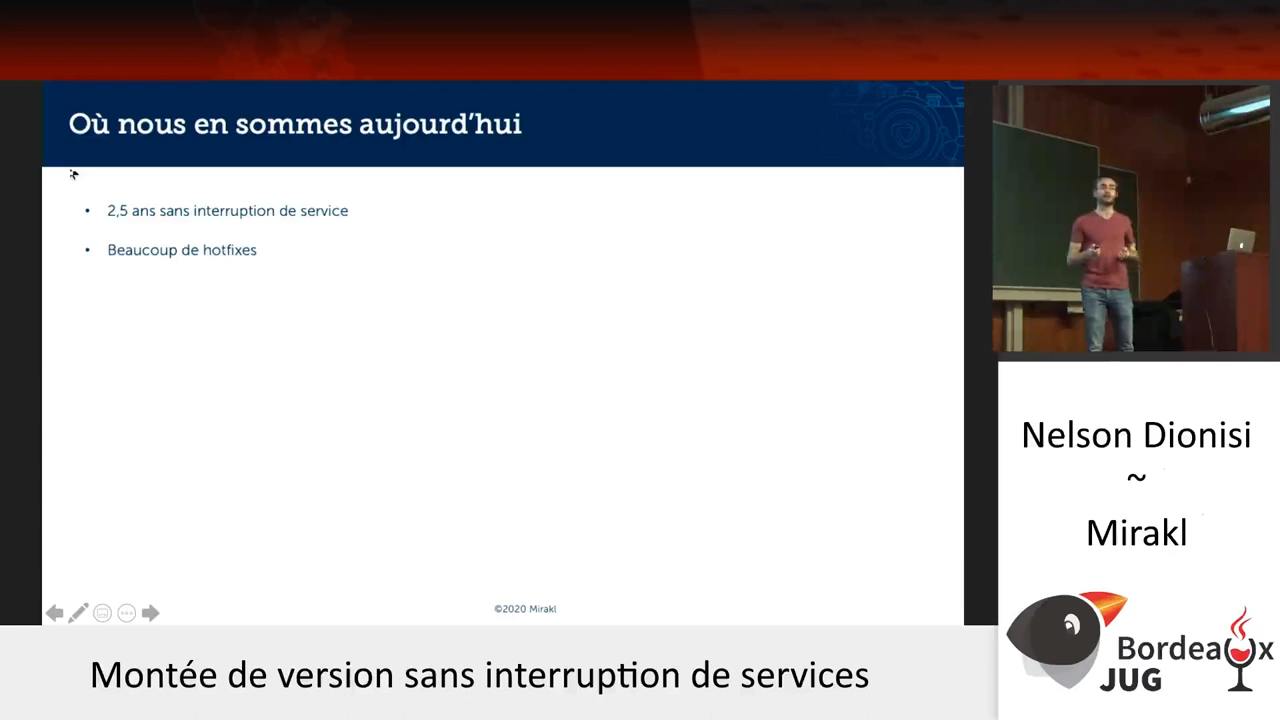 Où nous en sommes aujourd'hui
• 2,5 ans sans interruption de service
• Beaucoup de hotfixes
©2020 Mirakl
Nelson Dionisi
~
Mirakl
Bordeaux
JUG
Montée de version sans interruption de services